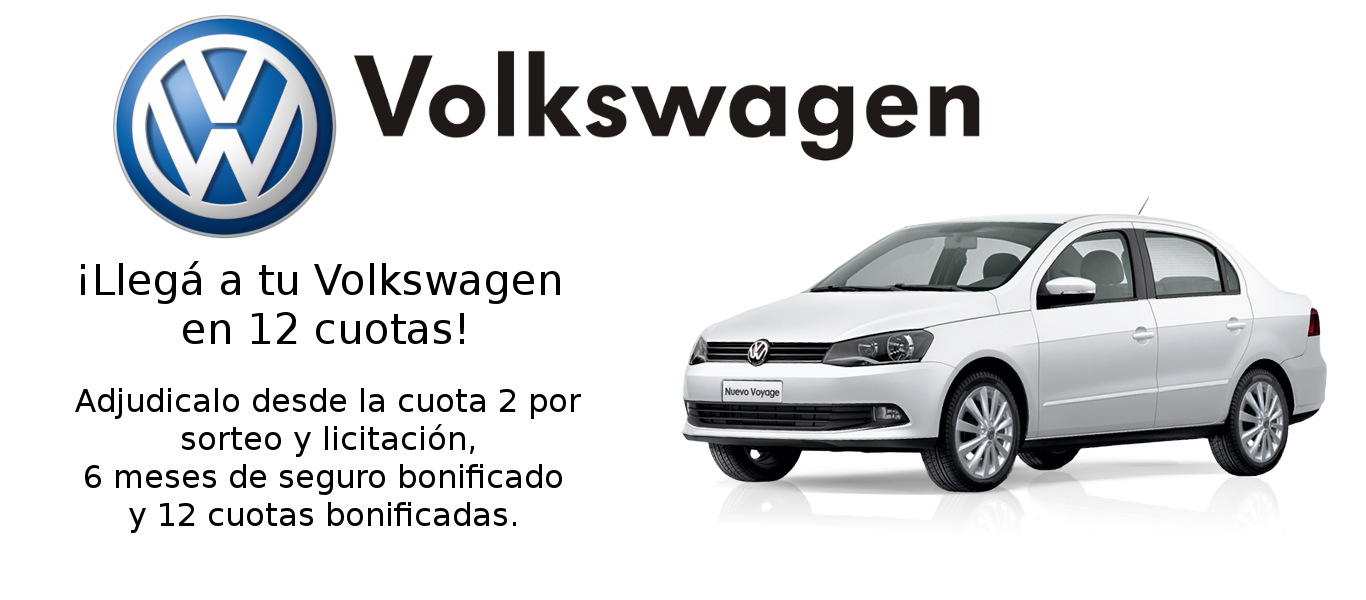 Volkswagen
¡Llegá a tu Volkswagen
en 12 cuotas!
Adjudicalo desde la cuota 2 por
sorteo y licitación,
6 meses de seguro bonificado
y 12 cuotas bonificadas.
Nuevo Voyage